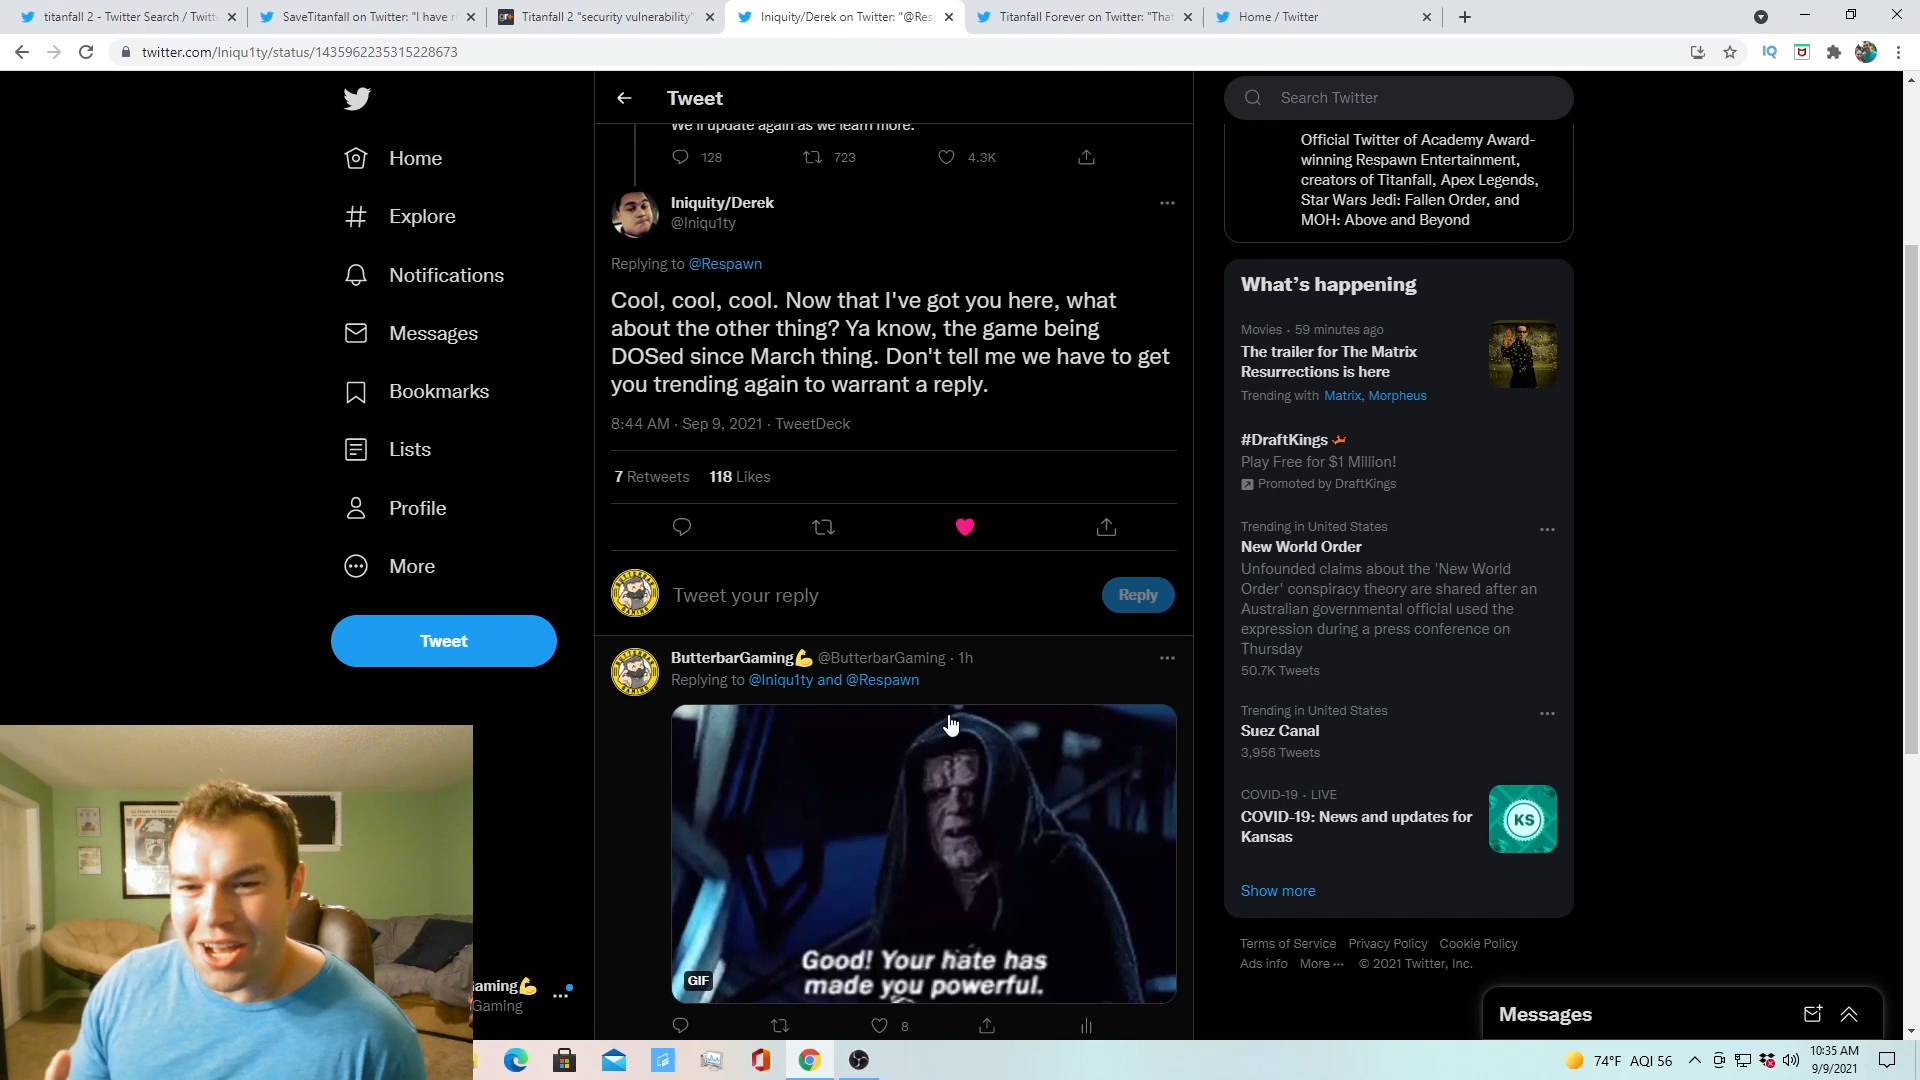 titanfall 2 - Twitter Search / Twitt
SaveTitanfall on Twitter: "I have r
Titanfall 2 "security vulnerability"
Iniquity/Derek on Twitter: "@Res
Titanfall Forever on Twitter: "That
Home / Twitter
twitter.com/Iniqu1ty/status/1435962235315228673
IQ
Home
Explore
Notifications
Messages
Bookmarks
Lists
Profile
More
Tweet
aming💪
Gaming
Tweet
We'll update again as we learn more.
128 723 4.3K
Iniquity/Derek
@Iniqu1ty
Replying to @Respawn
Cool, cool, cool. Now that I've got you here, what
about the other thing? Ya know, the game being
DOSed since March thing. Don't tell me we have to get
you trending again to warrant a reply.
8:44 AM · Sep 9, 2021 · TweetDeck
7 Retweets 118 Likes
Tweet your reply
Reply
ButterbarGaming💪 @ButterbarGaming · 1h
Replying to @Iniqu1ty and @Respawn
Good! Your hate has
made you powerful.
GIF
8
Search Twitter
Official Twitter of Academy Award-
winning Respawn Entertainment,
creators of Titanfall, Apex Legends,
Star Wars Jedi: Fallen Order, and
MOH: Above and Beyond
What's happening
Movies · 59 minutes ago
The trailer for The Matrix
Resurrections is here
Trending with Matrix, Morpheus
#DraftKings
Play Free for $1 Million!
Promoted by DraftKings
Trending in United States
New World Order
Unfounded claims about the 'New World
Order' conspiracy theory are shared after an
Australian governmental official used the
expression during a press conference on
Thursday
50.7K Tweets
Trending in United States
Suez Canal
3,956 Tweets
COVID-19 · LIVE
COVID-19: News and updates for
Kansas
KS
Show more
Terms of Service Privacy Policy Cookie Policy
Ads info More ··· © 2021 Twitter, Inc.
Messages
74°F AQI 56
10:35 AM
9/9/2021